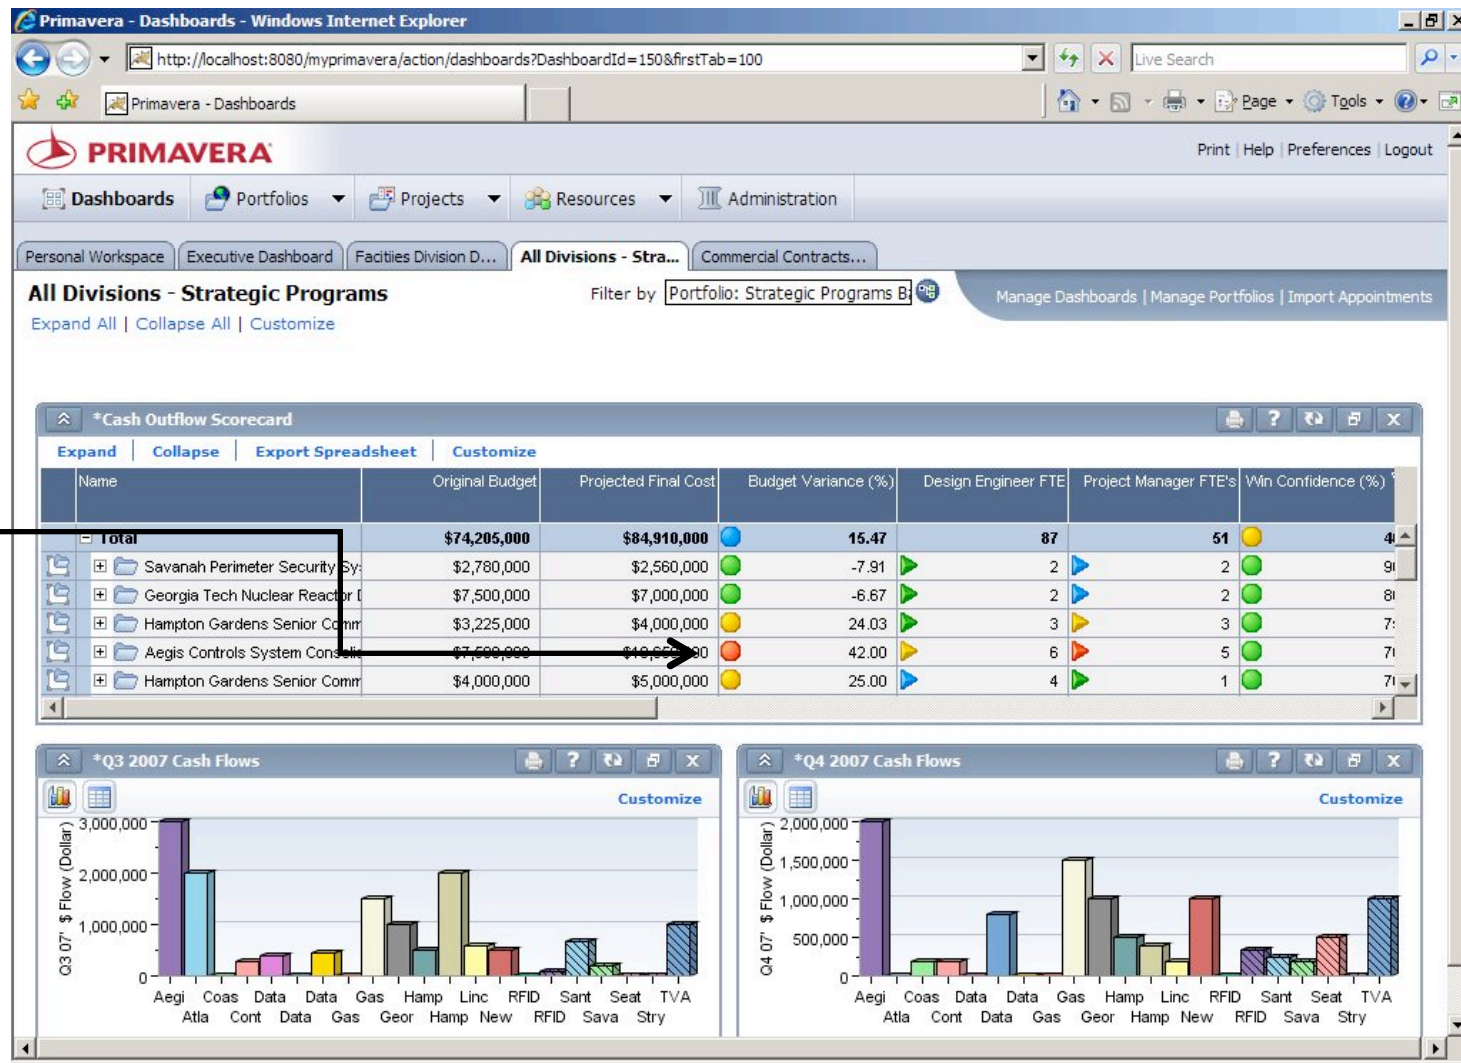 Primavera - Dashboards - Windows Internet Explorer
http://localhost:8080/myprimavera/action/dashboards?DashboardId=150&firstTab=100
Live Search
Primavera - Dashboards
Page
Tools
PRIMAVERA
Print | Help | Preferences | Logout
Dashboards
Portfolios
Projects
Resources
Administration
Personal Workspace
Executive Dashboard
Facitiies Division D...
All Divisions - Stra...
Commercial Contracts...
All Divisions - Strategic Programs
Filter by Portfolio: Strategic Programs
Manage Dashboards | Manage Portfolios | Import Appointments
Expand All | Collapse All | Customize
*Cash Outflow Scorecard
Expand | Collapse | Export Spreadsheet | Customize
Name Original Budget Projected Final Cost Budget Variance (%) Design Engineer FTE Project Manager FTE's Win Confidence (%)
Total $74,205,000 $84,910,000 15.47 87 51
Savanah Perimeter Security $2,780,000 $2,560,000 -7.91 2 2
Georgia Tech Nuclear Reactor $7,500,000 $7,000,000 -6.67 2 2
Hampton Gardens Senior Comm $3,225,000 $4,000,000 24.03 3 3
Aegis Controls System 42.00 6 5
Hampton Gardens Senior Comm $4,000,000 $5,000,000 25.00 4 1
*Q3 2007 Cash Flows
Customize
Q3 07' $ Flow (Dollar)
3,000,000
2,000,000
1,000,000
0
Aegi Coas Data Data Gas Hamp Linc RFID Sant Seat TVA
Atla Cont Data Gas Geor Hamp New RFID Sava Stry
*Q4 2007 Cash Flows
Customize
Q4 07' $ Flow (Dollar)
2,000,000
1,500,000
1,000,000
500,000
0
Aegi Coas Data Data Gas Hamp Linc RFID Sant Seat TVA
Atla Cont Data Gas Geor Hamp New RFID Sava Stry